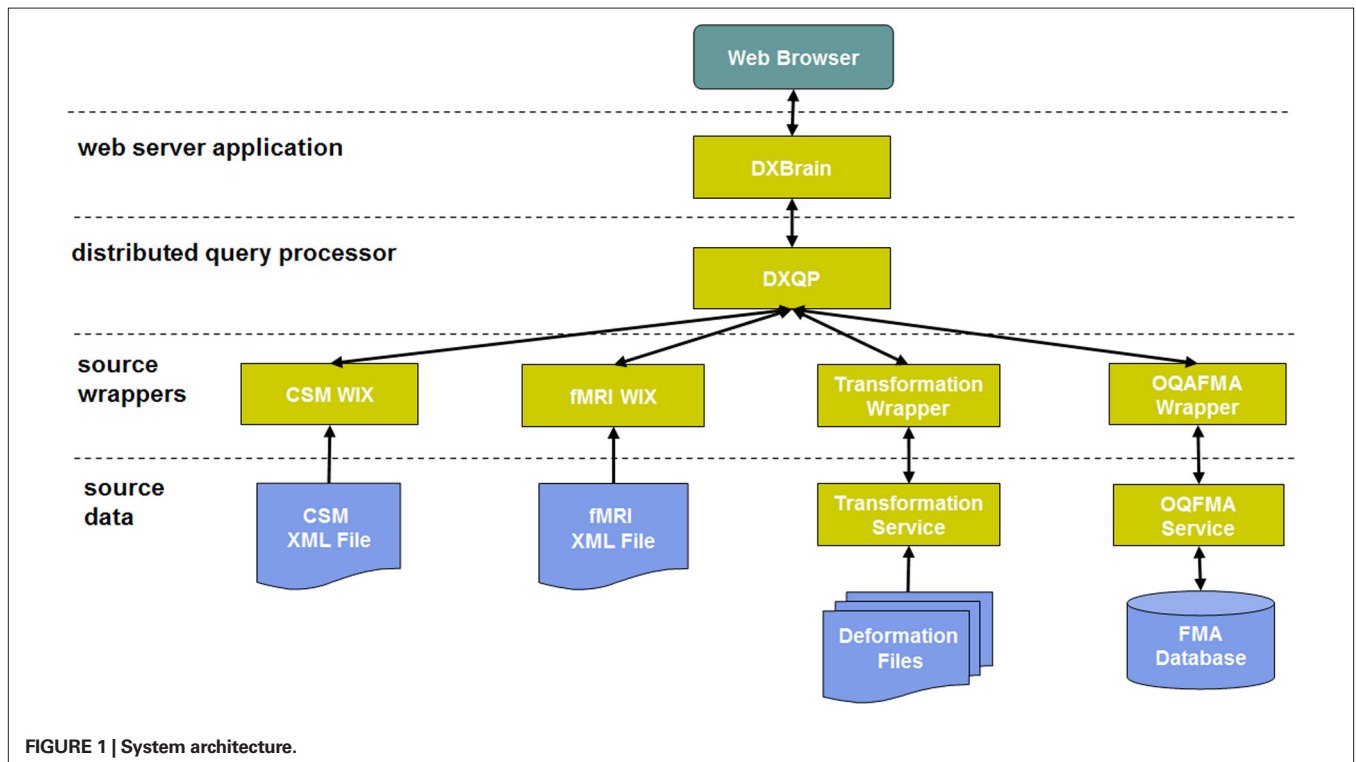 Web Browser
web server application
DXBrain
distributed query processor
DXQP
source
wrappers
CSM WIX
fMRI WIX
Transformation
Wrapper
OQAFMA
Wrapper
source
data
CSM
XML File
fMRI
XML File
Transformation
Service
OQFMA
Service
Deformation
Files
FMA
Database
FIGURE 1 | System architecture.